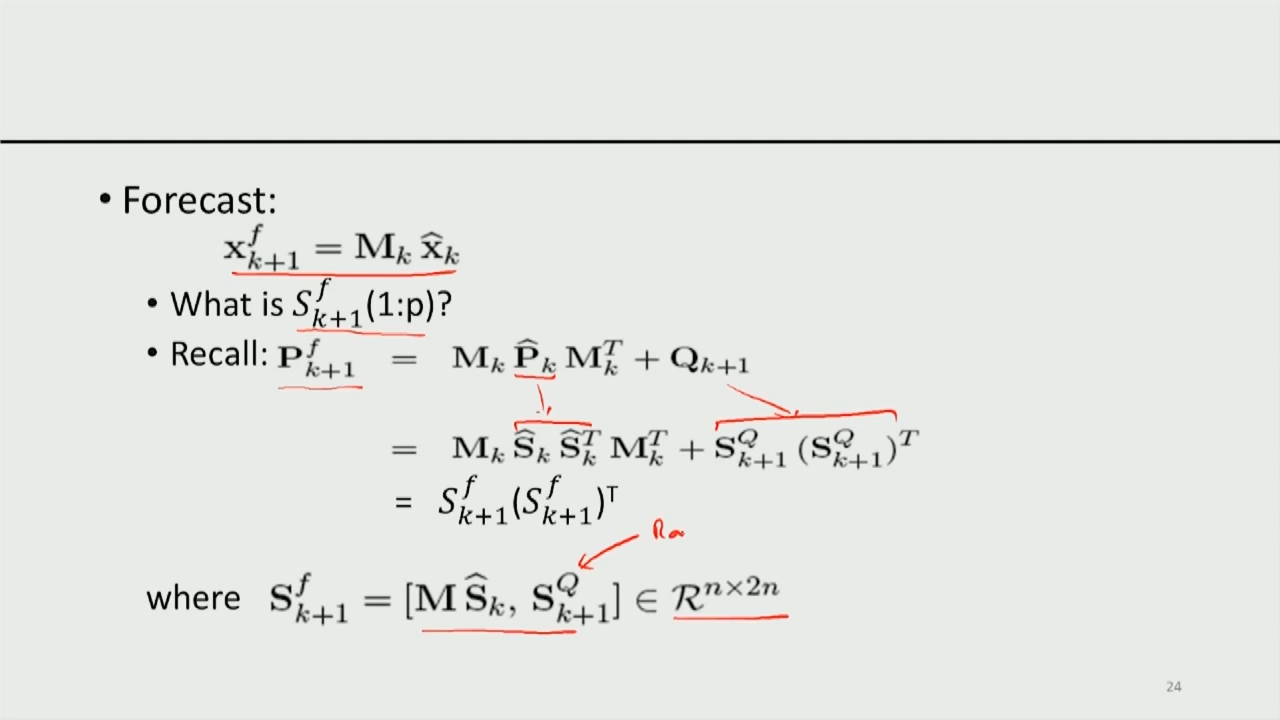 • Forecast:
x^f_{k+1} = M_k x̂_k
• What is S^f_{k+1}(1:p)?
• Recall: P^f_{k+1} = M_k P̂_k M_k^T + Q_{k+1}
= M_k Ŝ_k Ŝ_k^T M_k^T + S^Q_{k+1} (S^Q_{k+1})^T
= S^f_{k+1}(S^f_{k+1})^T
where S^f_{k+1} = [M Ŝ_k, S^Q_{k+1}] ∈ R^{n×2n}
24